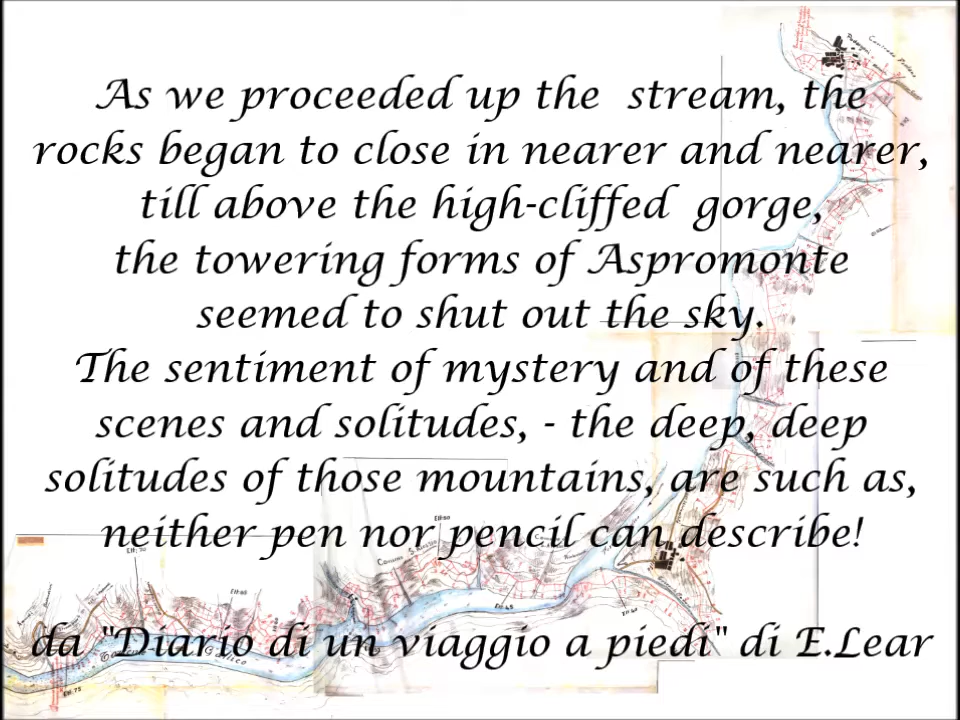 As we proceeded up the stream, the
rocks began to close in nearer and nearer,
till above the high-cliffed gorge,
the towering forms of Aspromonte
seemed to shut out the sky.
The sentiment of mystery and of these
scenes and solitudes, - the deep, deep
solitudes of those mountains, are such as,
neither pen nor pencil can describe!
da "Diario di un viaggio a piedi" di E.Lear